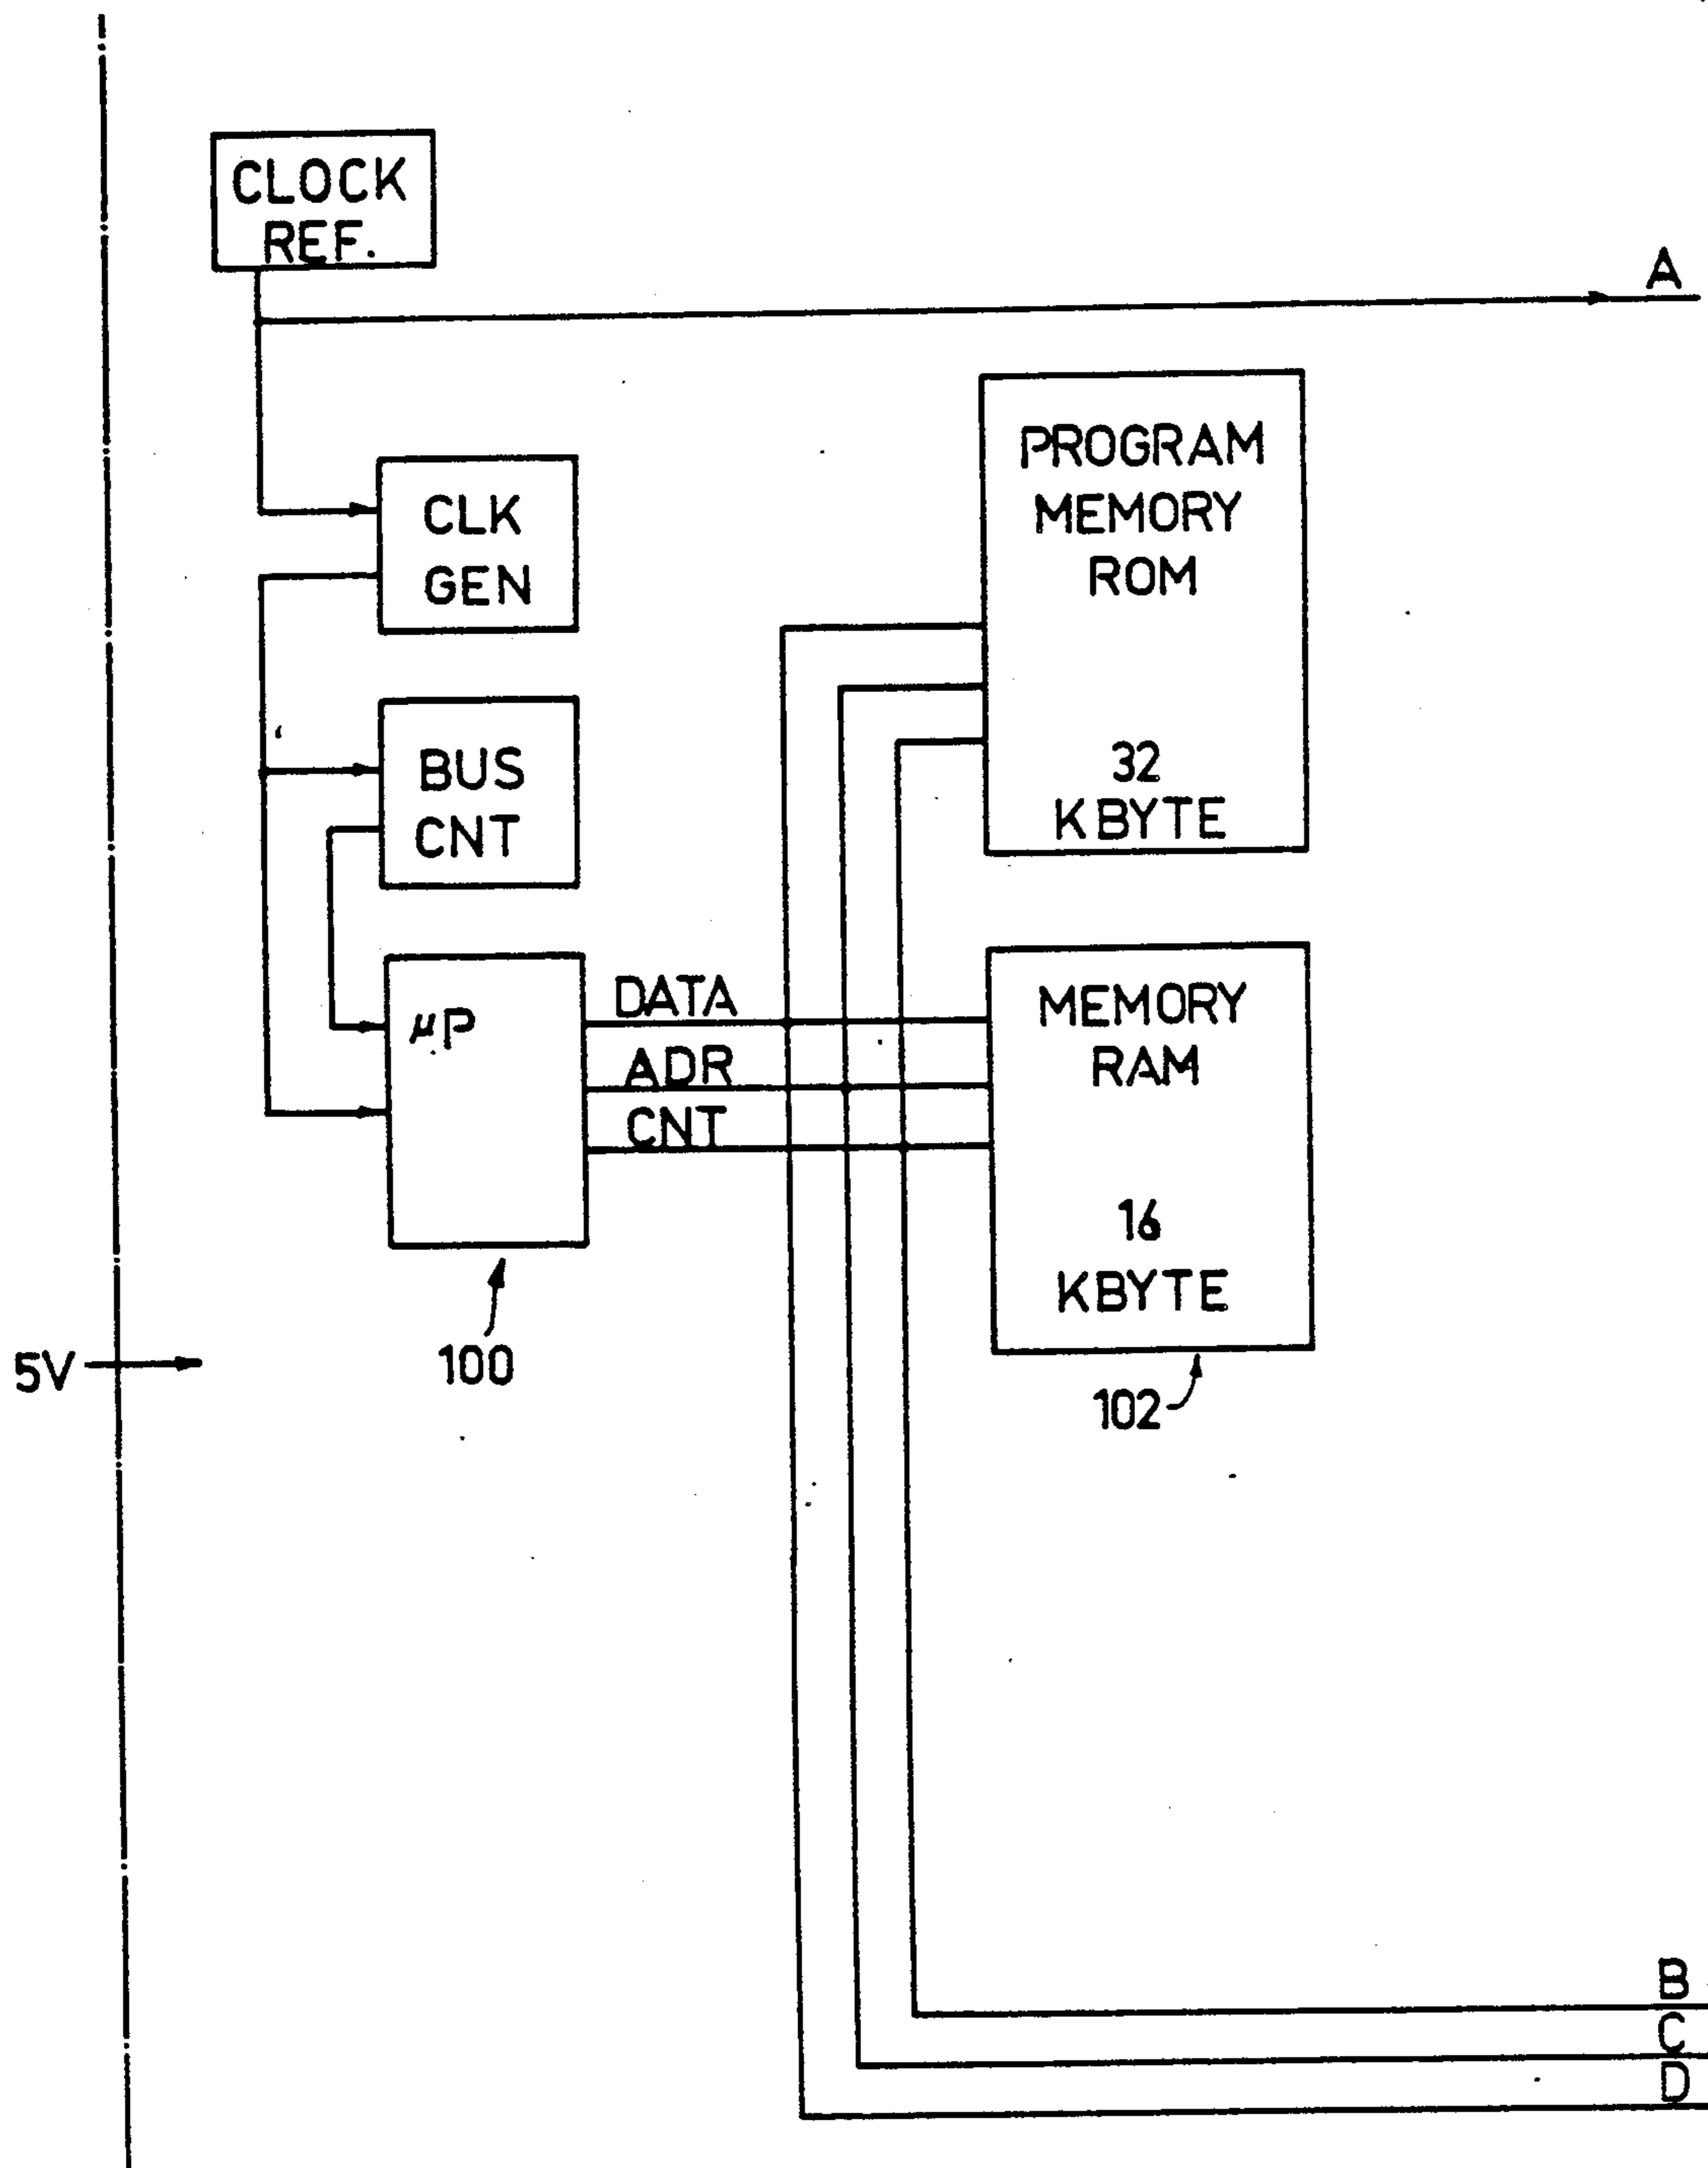 CLOCK
REF.
A
CLK
GEN
PROGRAM
MEMORY
ROM
32
KBYTE
BUS
CNT
μP
DATA
ADR
CNT
MEMORY
RAM
16
KBYTE
5V
100
102
B
C
D